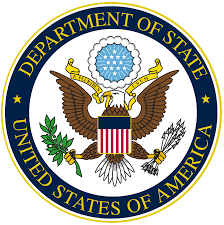 DEPARTMENT OF STATE
UNITED STATES OF AMERICA